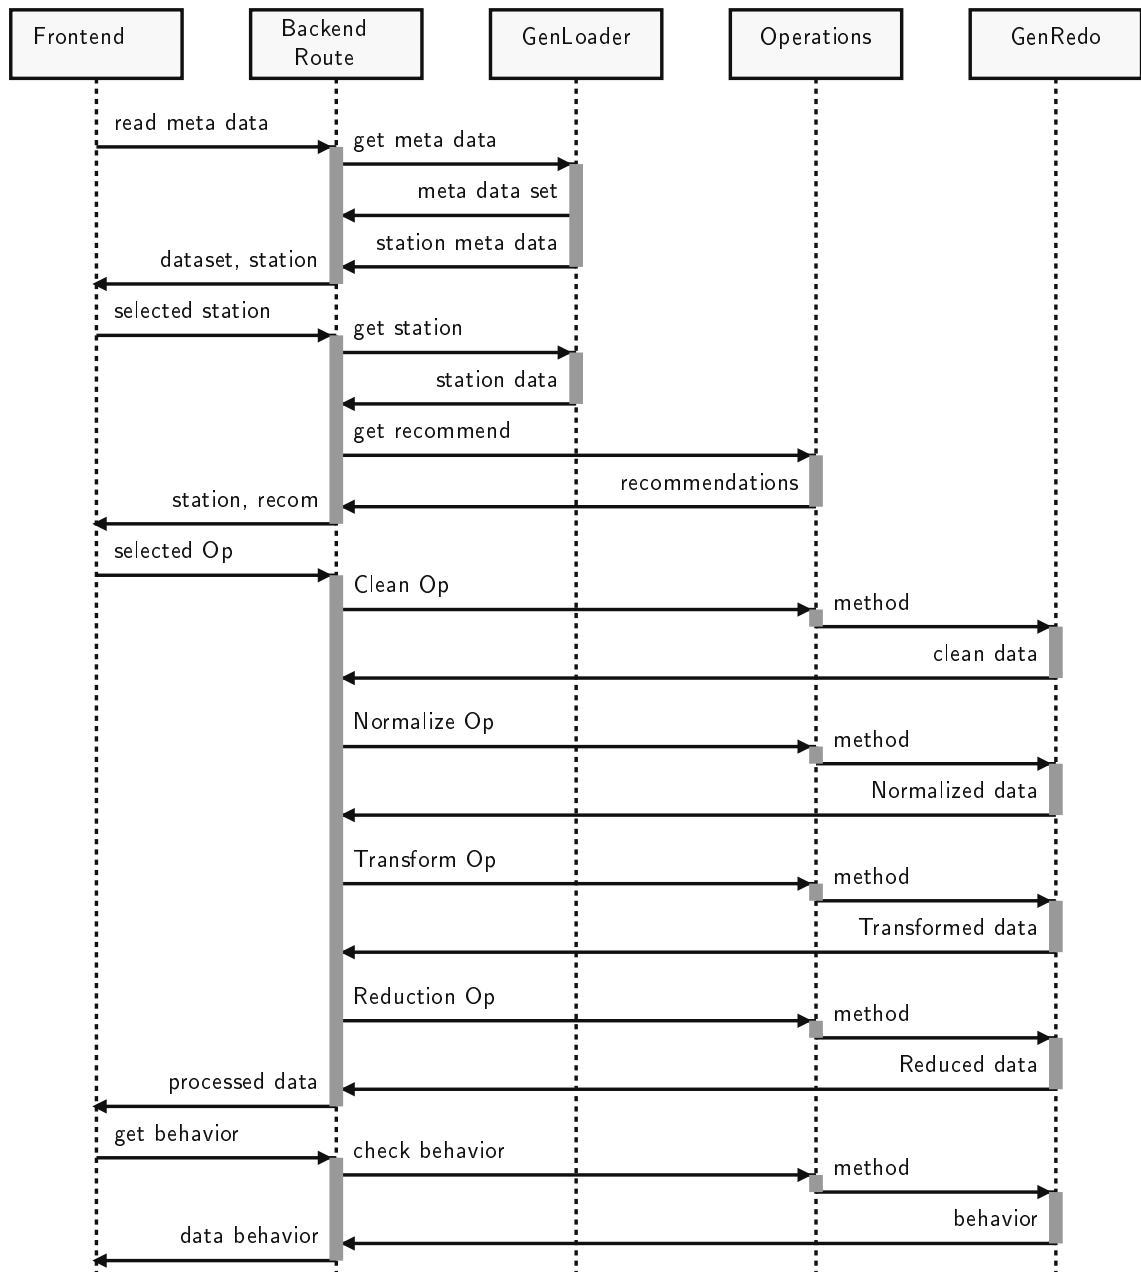 Frontend
Backend
Route
GenLoader
Operations
GenRedo
read meta data
get meta data
meta data set
station meta data
dataset, station
selected station
get station
station data
get recommend
recommendations
station, recom
selected Op
Clean Op
method
clean data
Normalize Op
method
Normalized data
Transform Op
method
Transformed data
Reduction Op
method
Reduced data
processed data
get behavior
check behavior
method
behavior
data behavior